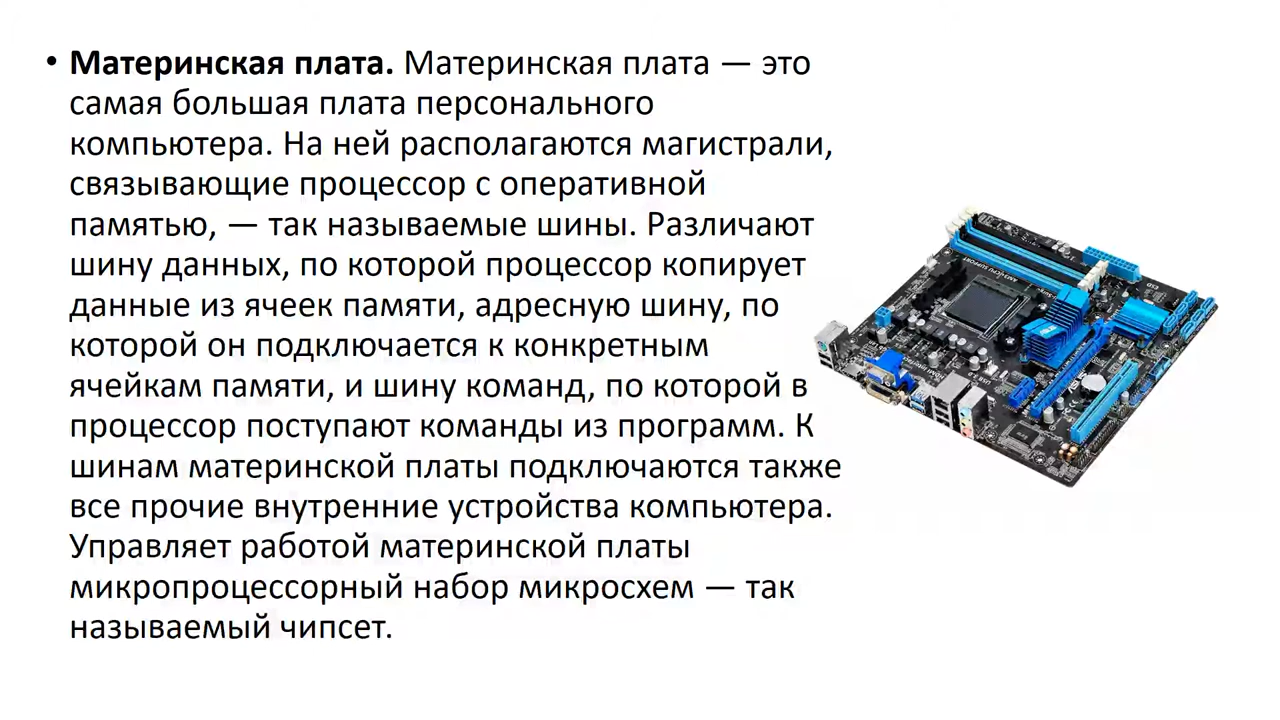 • Материнская плата. Материнская плата — это
самая большая плата персонального
компьютера. На ней располагаются магистрали,
связывающие процессор с оперативной
памятью, — так называемые шины. Различают
шину данных, по которой процессор копирует
данные из ячеек памяти, адресную шину, по
которой он подключается к конкретным
ячейкам памяти, и шину команд, по которой в
процессор поступают команды из программ. К
шинам материнской платы подключаются также
все прочие внутренние устройства компьютера.
Управляет работой материнской платы
микропроцессорный набор микросхем — так
называемый чипсет.